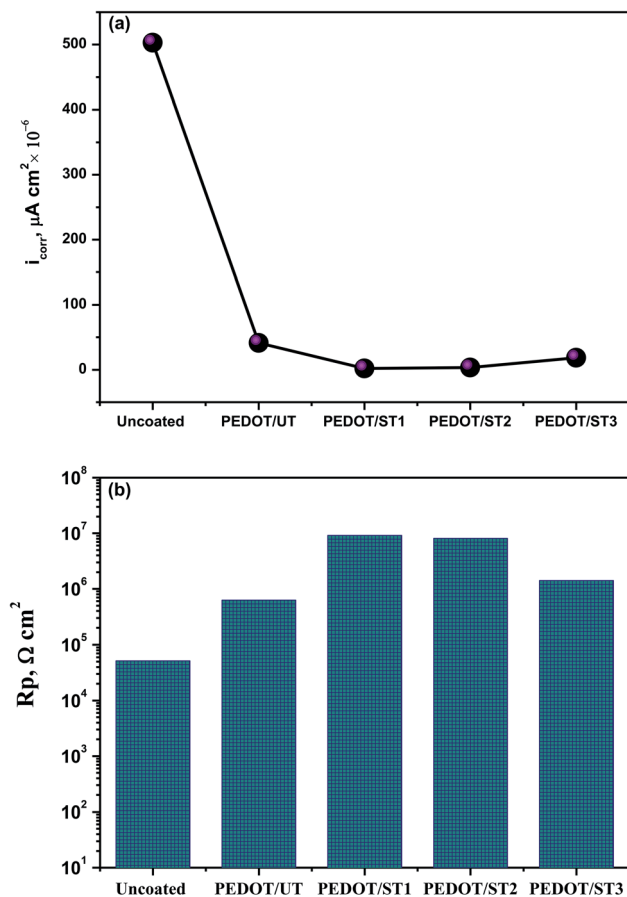 (a)
500
400
300
200
100
0
i_corr, μA cm²× 10⁻⁶
Uncoated PEDOT/UT PEDOT/ST1 PEDOT/ST2 PEDOT/ST3
(b)
10⁸
10⁷
10⁶
10⁵
10⁴
10³
10²
10¹
Rp, Ω cm²
Uncoated PEDOT/UT PEDOT/ST1 PEDOT/ST2 PEDOT/ST3